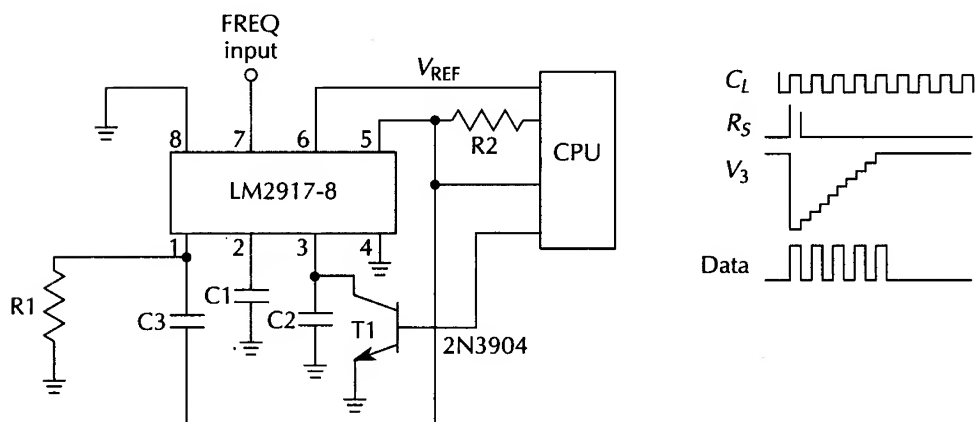 FREQ
input
V_REF
8
7
6
5
R2
CPU
LM2917-8
1
2
3
4
R1
C3
C1
C2
T1
2N3904
C_L
R_S
V_3
Data